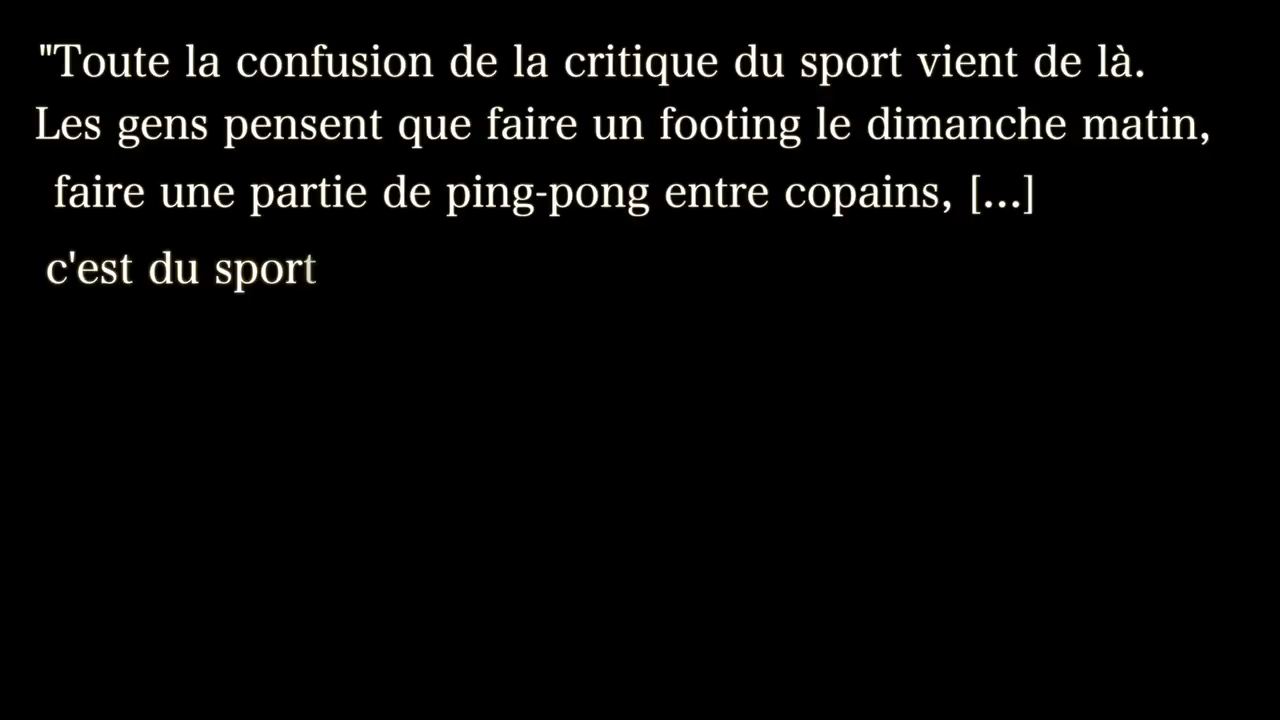 "Toute la confusion de la critique du sport vient de là.
Les gens pensent que faire un footing le dimanche matin,
faire une partie de ping-pong entre copains, [...]
c'est du sport